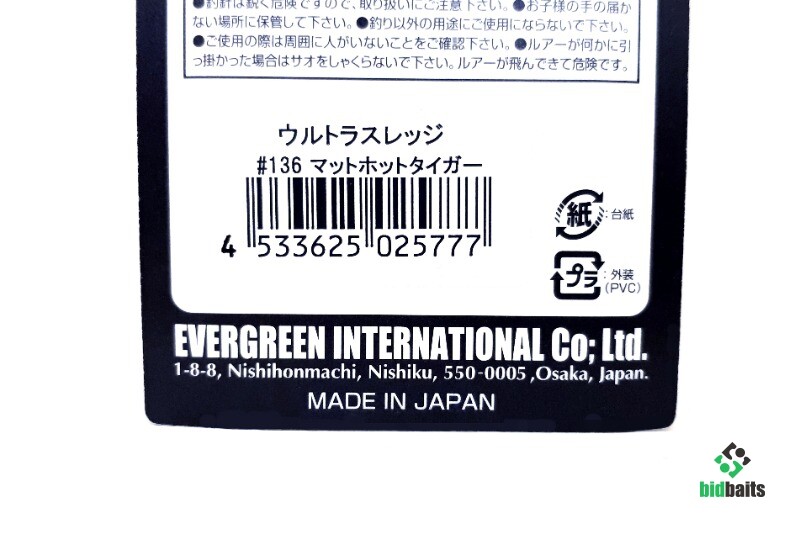 ●釣針は鋭く危険ですので、取り扱いにご注意下さい。●お子様の手の届か
ない場所に保管して下さい。●釣り以外の用途にご使用にならないで下さい。
●ご使用の際は周囲に人がいないことをご確認下さい。●ルアーが何かに引
っ掛かった場合はサオをしゃくらないで下さい。ルアーが飛んできて危険です。
ウルトラスレッジ
#136 マットホットタイガー
4 533625 025777
紙:台紙
プラ:外装
(PVC)
EVERGREEN INTERNATIONAL Co; Ltd.
1-8-8, Nishihonmachi, Nishiku, 550-0005 ,Osaka, Japan.
MADE IN JAPAN
bidbaits